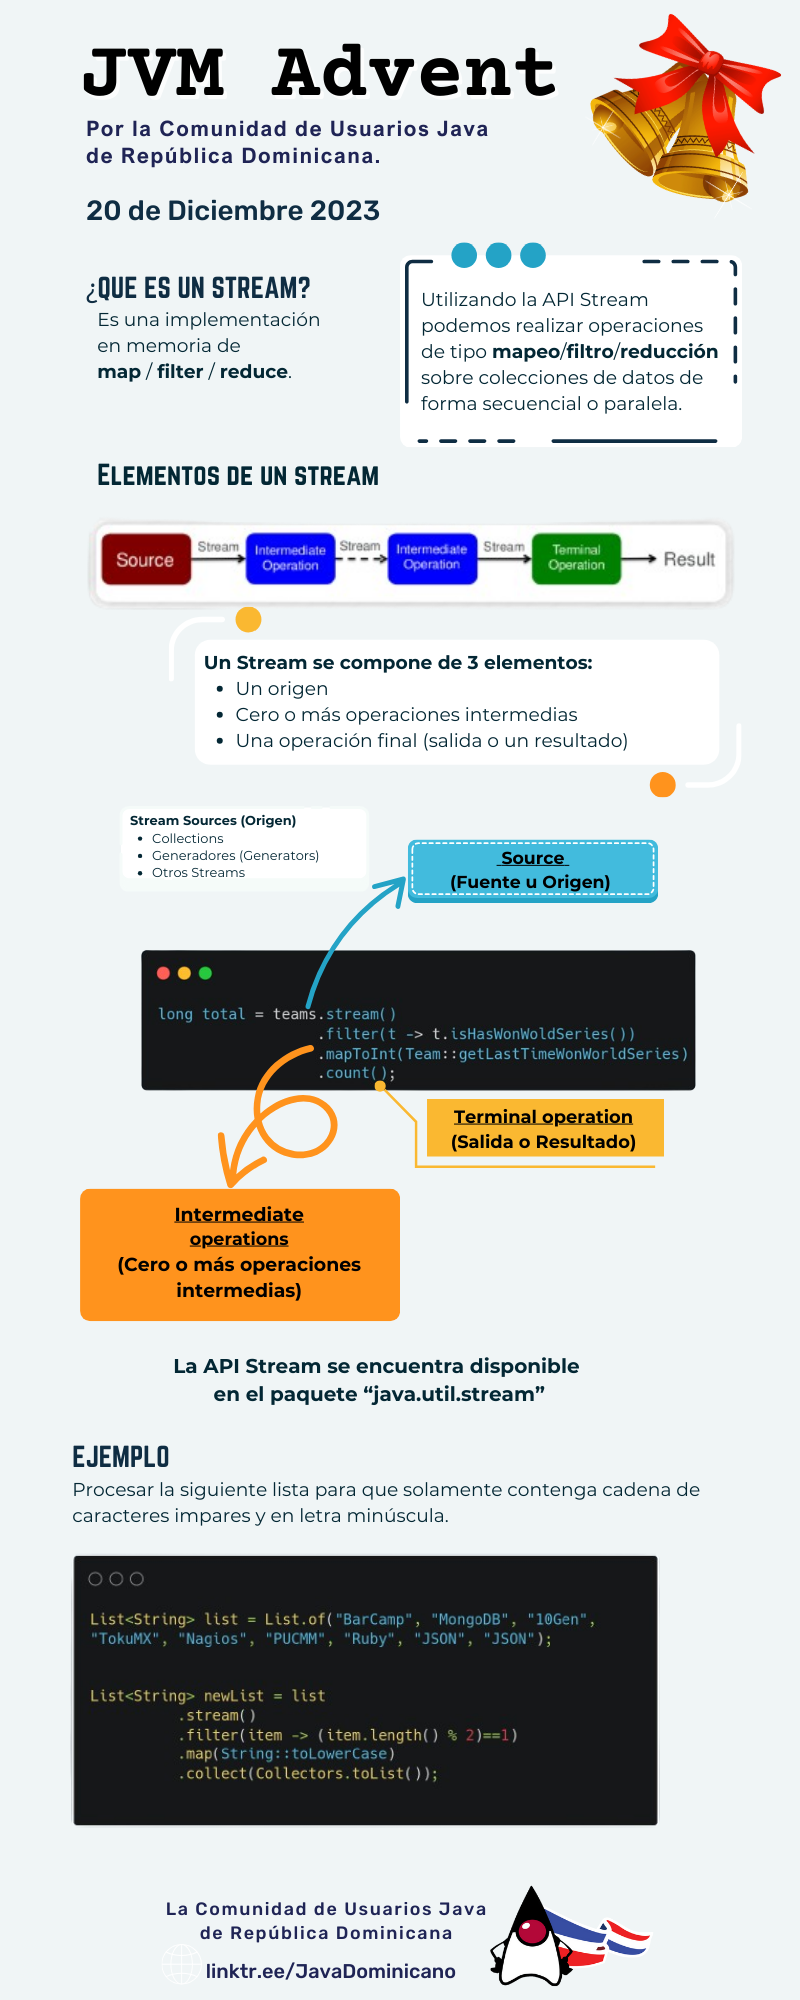 JVM Advent
Por la Comunidad de Usuarios Java
de República Dominicana.
20 de Diciembre 2023
¿QUE ES UN STREAM?
Es una implementación
en memoria de
map / filter / reduce.
Utilizando la API Stream
podemos realizar operaciones
de tipo mapeo/filtro/reducción
sobre colecciones de datos de
forma secuencial o paralela.
ELEMENTOS DE UN STREAM
Source
Stream
Intermediate
Operation
Stream
Intermediate
Operation
Stream
Terminal
Operation
Result
Un Stream se compone de 3 elementos:
• Un origen
• Cero o más operaciones intermedias
• Una operación final (salida o un resultado)
Stream Sources (Origen)
• Collections
• Generadores (Generators)
• Otros Streams
Source
(Fuente u Origen)
long total = teams.stream()
.filter(t -> t.isHasWonWoldSeries())
.mapToInt(Team::getLastTimeWonWorldSeries)
.count();
Terminal operation
(Salida o Resultado)
Intermediate
operations
(Cero o más operaciones
intermedias)
La API Stream se encuentra disponible
en el paquete “java.util.stream”
EJEMPLO
Procesar la siguiente lista para que solamente contenga cadena de
caracteres impares y en letra minúscula.
List<String> list = List.of("BarCamp", "MongoDB", "10Gen",
"TokuMX", "Nagios", "PUCMM", "Ruby", "JSON", "JSON");
List<String> newList = list
.stream()
.filter(item -> (item.length() % 2)==1)
.map(String::toLowerCase)
.collect(Collectors.toList());
La Comunidad de Usuarios Java
de República Dominicana
linktr.ee/JavaDominicano